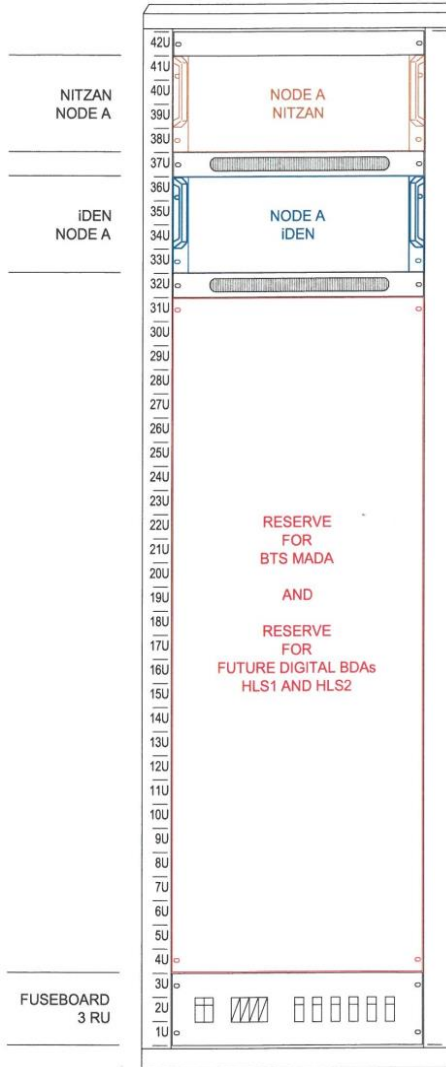 42U
41U
40U
39U
38U
37U
36U
35U
34U
33U
32U
31U
30U
29U
28U
27U
26U
25U
24U
23U
22U
21U
20U
19U
18U
17U
16U
15U
14U
13U
12U
11U
10U
9U
8U
7U
6U
5U
4U
3U
2U
1U
NITZAN
NODE A
NODE A
NITZAN
iDEN
NODE A
NODE A
iDEN
RESERVE
FOR
BTS MADA
AND
RESERVE
FOR
FUTURE DIGITAL BDAs
HLS1 AND HLS2
FUSEBOARD
3 RU